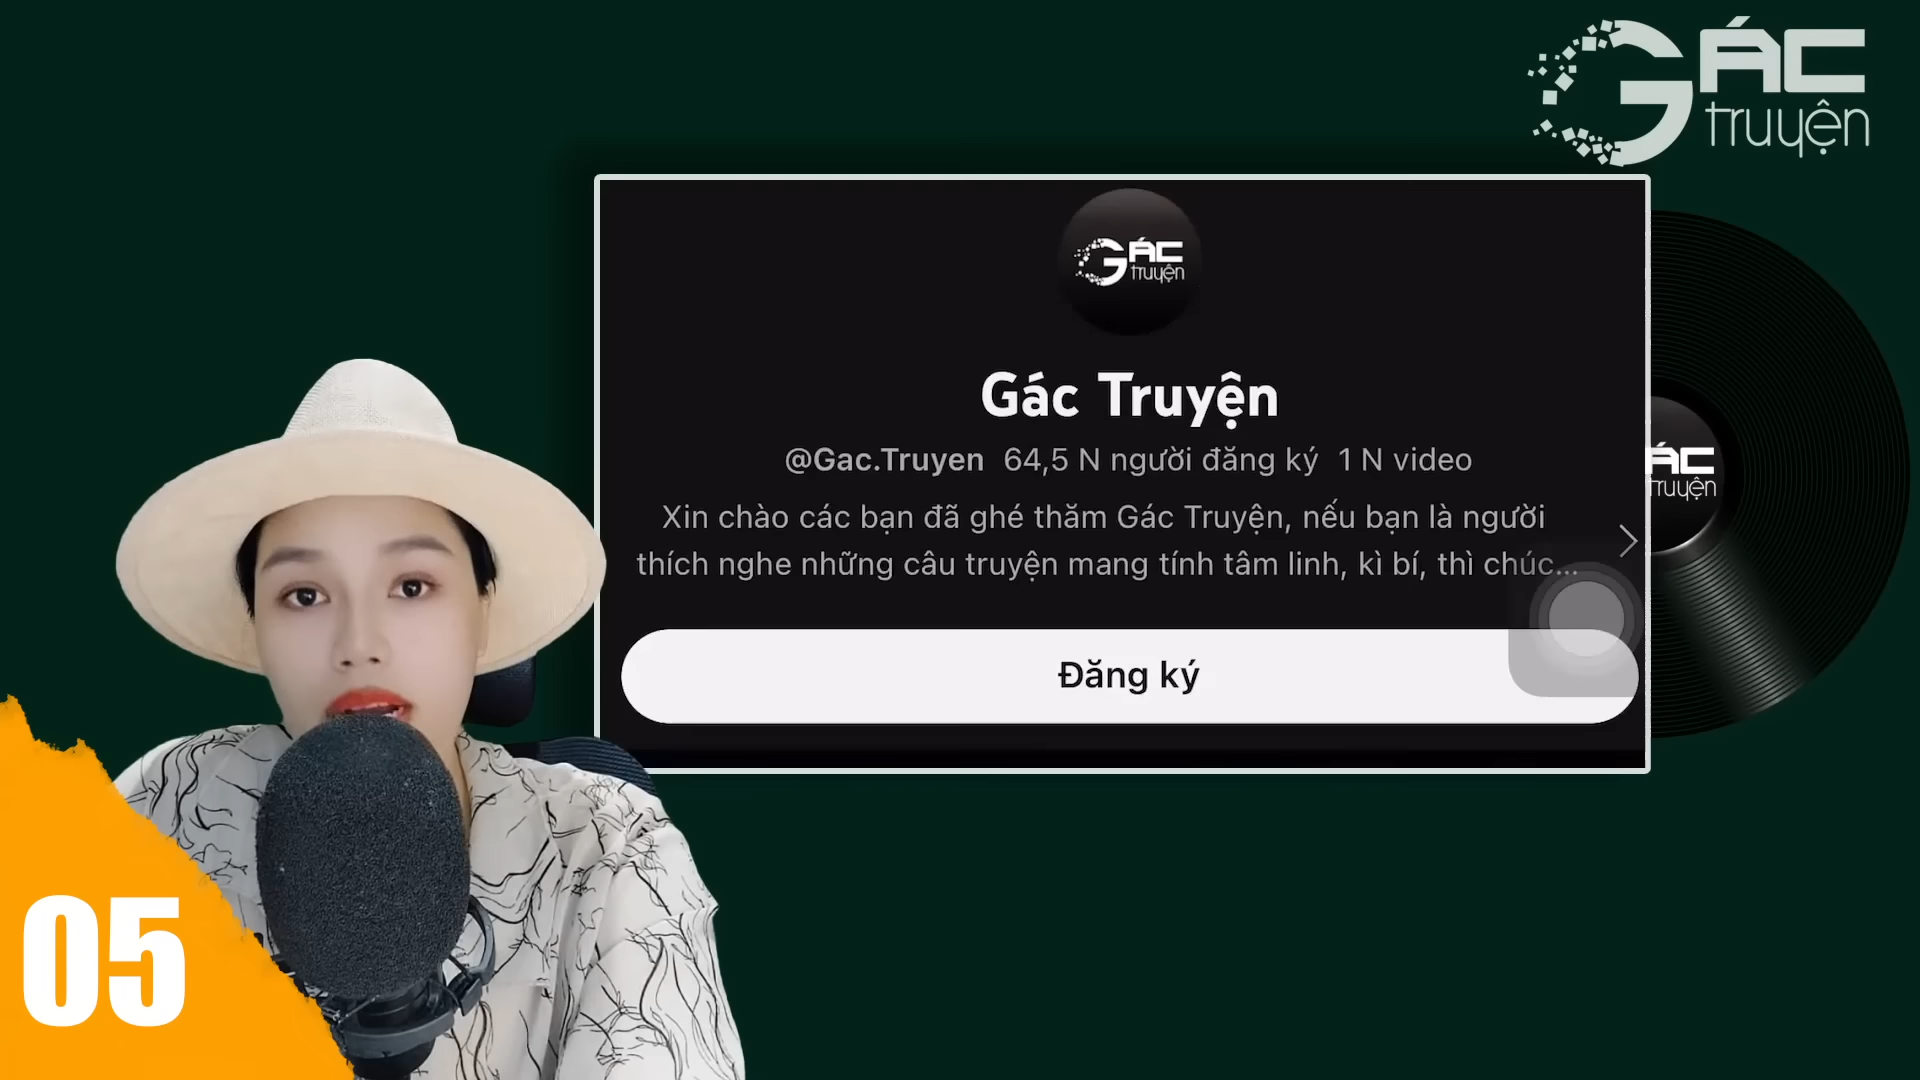 GÁC
truyện
GÁC
truyện
Gác Truyện
@Gac.Truyen 64,5 N người đăng ký 1 N video
Xin chào các bạn đã ghé thăm Gác Truyện, nếu bạn là người
thích nghe những câu truyện mang tính tâm linh, kì bí, thì chúc...
Đăng ký
ÁC
truyện
05